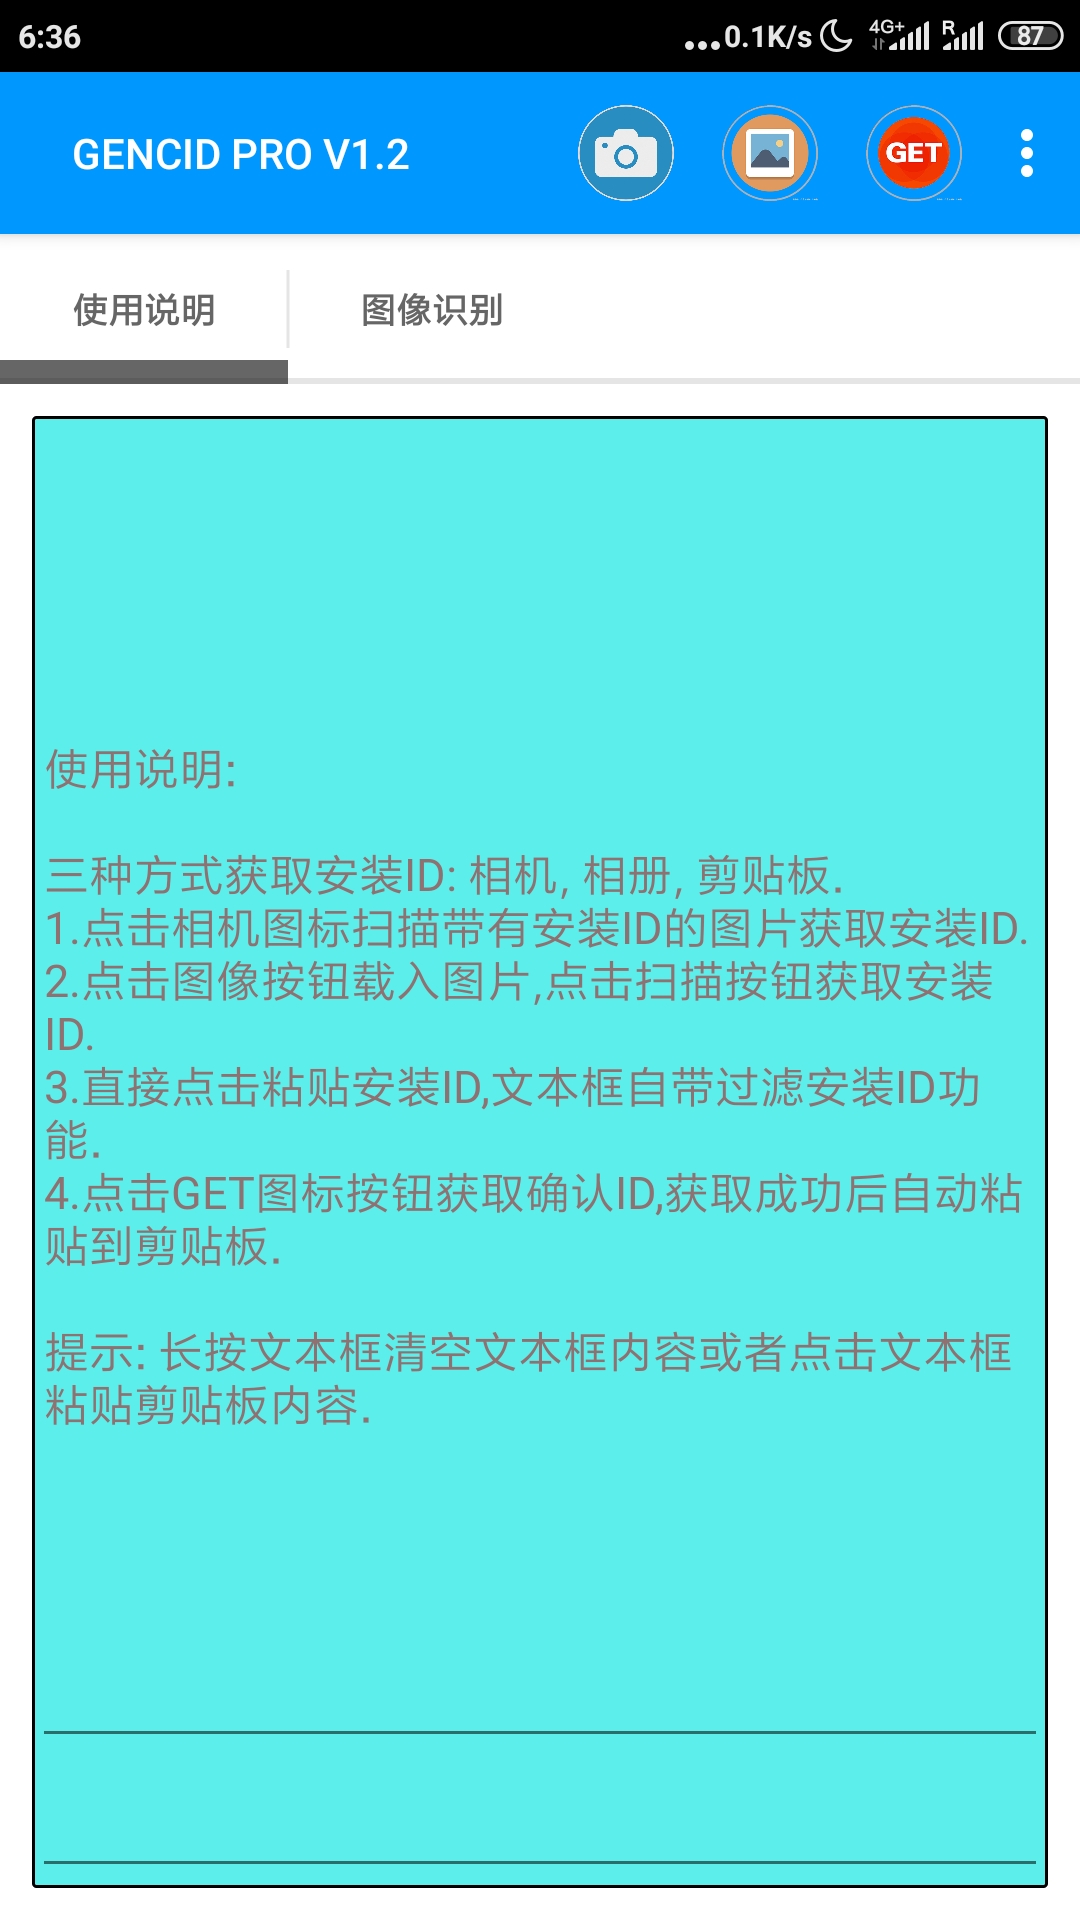 6:36
...0.1K/s
4G+
R
87
GENCID PRO V1.2
GET
使用说明
图像识别
使用说明:
三种方式获取安装ID: 相机, 相册, 剪贴板.
1.点击相机图标扫描带有安装ID的图片获取安装ID.
2.点击图像按钮载入图片,点击扫描按钮获取安装
ID.
3.直接点击粘贴安装ID,文本框自带过滤安装ID功
能.
4.点击GET图标按钮获取确认ID,获取成功后自动粘
贴到剪贴板.
提示: 长按文本框清空文本框内容或者点击文本框
粘贴剪贴板内容.